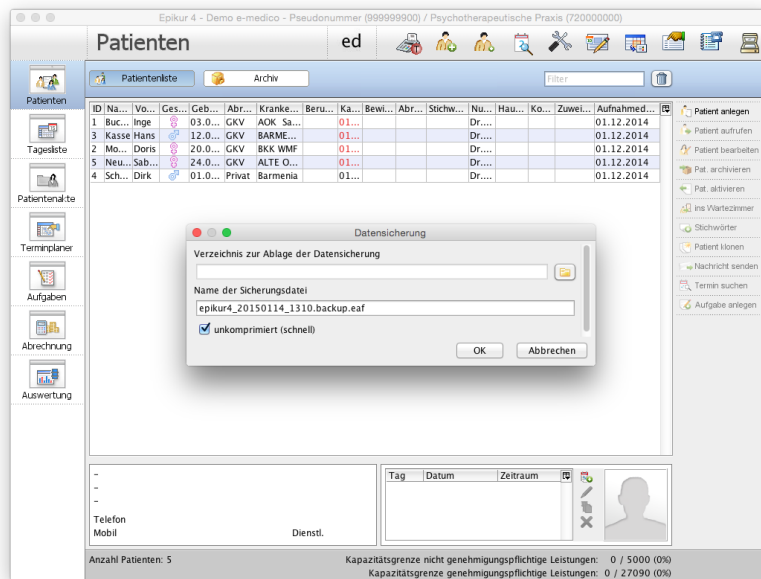 Epikur 4 - Demo e-medico - Pseudonummer (999999900) / Psychotherapeutische Praxis (720000000)
Patienten
ed
Patienten
Tagesliste
Patientenakte
Terminplaner
Aufgaben
Abrechnung
Auswertung
Patientenliste
Archiv
Filter
ID Na... Vo... Ges... Geb... Abr... Kranke... Beru... Ka... Bewi... Abr... Stichw... Nu... Hau... Ko... Zuwei... Aufnahmed...
1 Buc... Inge 03.0... GKV AOK Sa... 01... Dr.... 01.12.2014
3 Kasse Hans 12.0... GKV BARME... 01... Dr.... 01.12.2014
2 Mo... Doris 20.0... GKV BKK WMF 01... Dr.... 01.12.2014
5 Neu... Sab... 24.0... GKV ALTE O... 01... Dr.... 01.12.2014
4 Sch... Dirk 01.0... Privat Barmenia 01... Dr.... 01.12.2014
Patient anlegen
Patient aufrufen
Patient bearbeiten
Pat. archivieren
Pat. aktivieren
ins Wartezimmer
Stichwörter
Patient klonen
Nachricht senden
Termin suchen
Aufgabe anlegen
Datensicherung
Verzeichnis zur Ablage der Datensicherung
Name der Sicherungsdatei
epikur4_20150114_1310.backup.eaf
unkomprimiert (schnell)
OK Abbrechen
–
–
–
Telefon
Mobil Dienstl.
Tag Datum Zeitraum
Anzahl Patienten: 5
Kapazitätsgrenze nicht genehmigungspflichtige Leistungen: 0 / 5000 (0%)
Kapazitätsgrenze genehmigungspflichtige Leistungen: 0 / 27090 (0%)